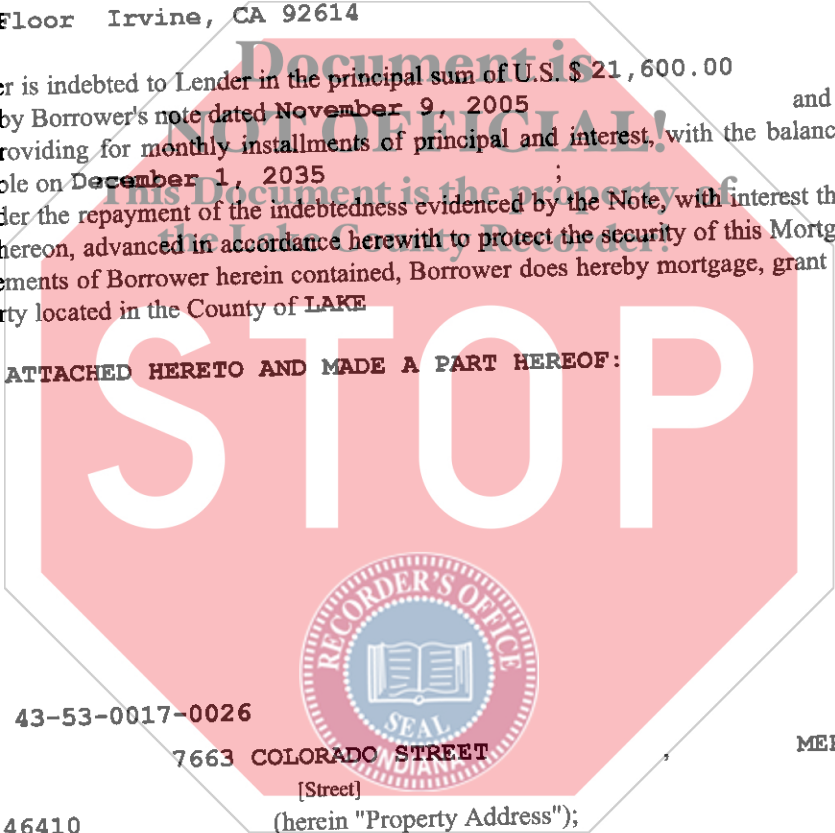 Floor Irvine, CA 92614
Document is
er is indebted to Lender in the principal sum of U.S. $ 21,600.00
by Borrower's note dated November 9, 2005 and
NOT OFFICIAL!
roviding for monthly installments of principal and interest, with the balanc
ole on December 1, 2035 ;
This Document is the property of
der the repayment of the indebtedness evidenced by the Note, with interest th
the Lake County Recorder!
hereon, advanced in accordance herewith to protect the security of this Mortg
ements of Borrower herein contained, Borrower does hereby mortgage, grant
rty located in the County of LAKE
ATTACHED HERETO AND MADE A PART HEREOF:
STOP
RECORDER'S OFFICE
SEAL
INDIANA
43-53-0017-0026
7663 COLORADO STREET , MER
[Street]
46410 (herein "Property Address");